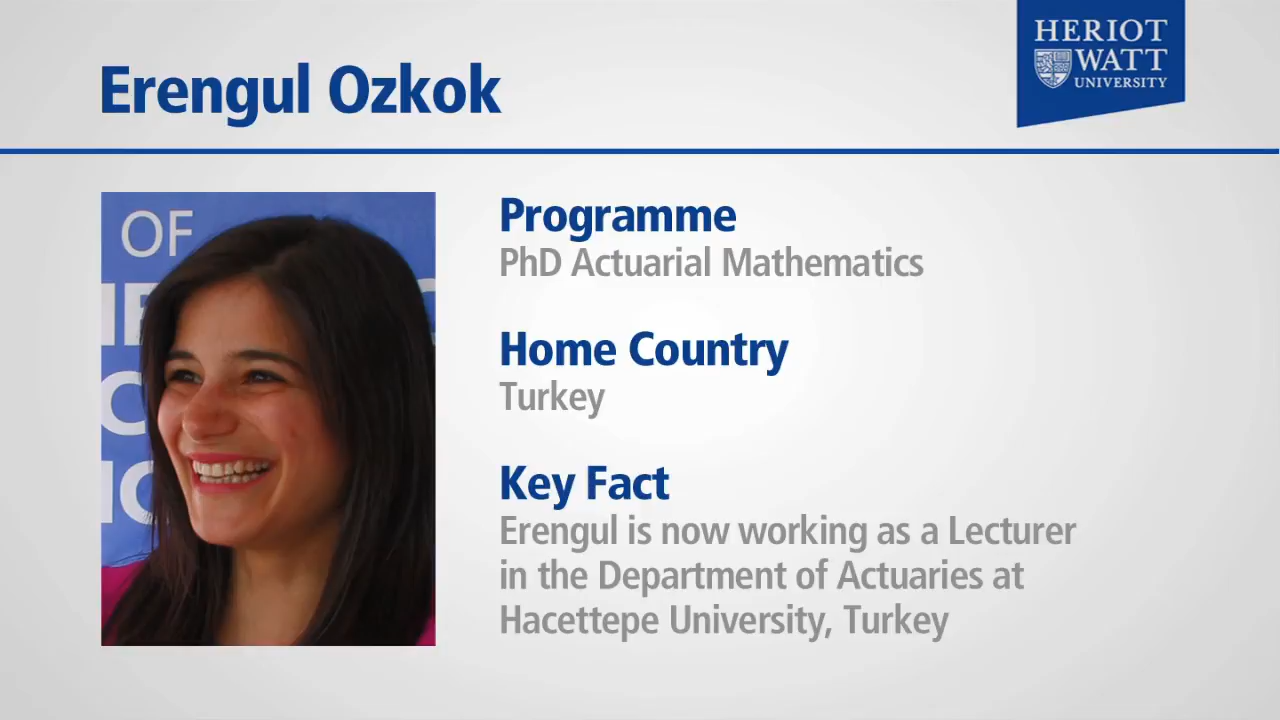 Erengul Ozkok
HERIOT
WATT
UNIVERSITY
OF
Programme
PhD Actuarial Mathematics
Home Country
Turkey
Key Fact
Erengul is now working as a Lecturer
in the Department of Actuaries at
Hacettepe University, Turkey